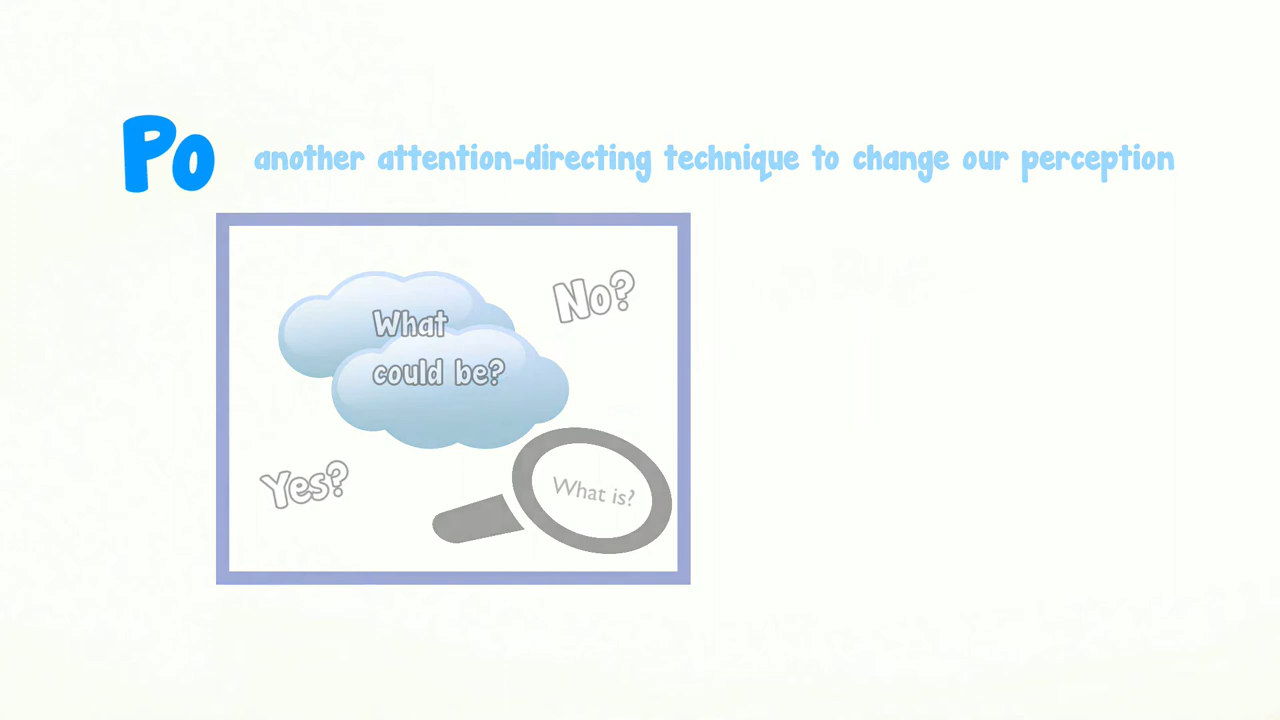 Po another attention-directing technique to change our perception
No?
What
could be?
Yes?
What is?